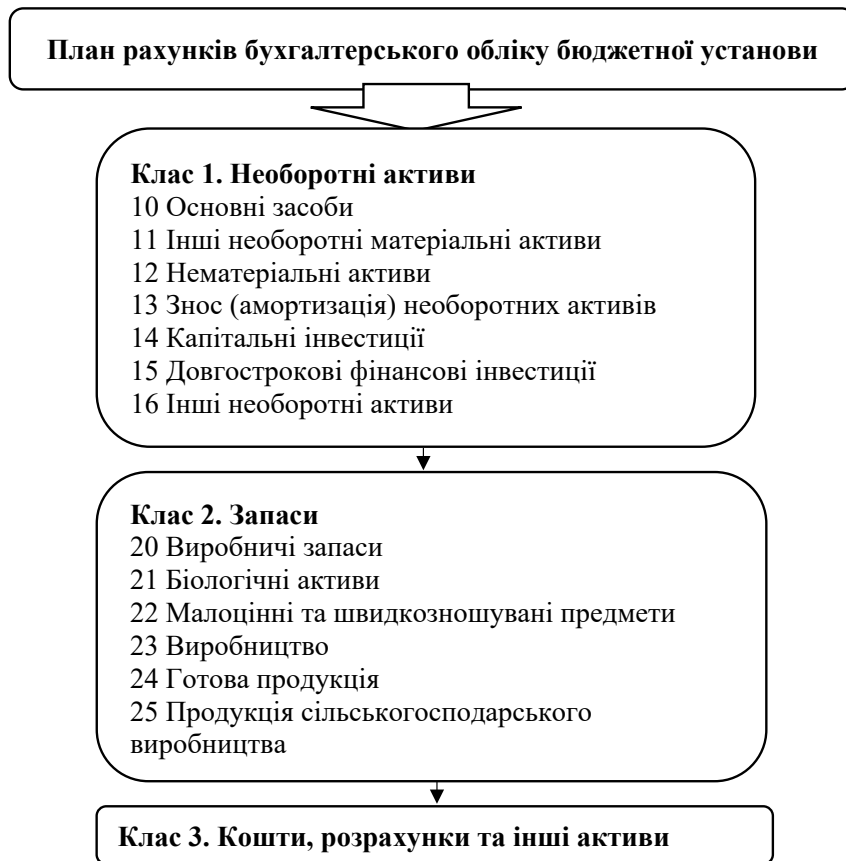 План рахунків бухгалтерського обліку бюджетної установи
Клас 1. Необоротні активи
10 Основні засоби
11 Інші необоротні матеріальні активи
12 Нематеріальні активи
13 Знос (амортизація) необоротних активів
14 Капітальні інвестиції
15 Довгострокові фінансові інвестиції
16 Інші необоротні активи
Клас 2. Запаси
20 Виробничі запаси
21 Біологічні активи
22 Малоцінні та швидкозношувані предмети
23 Виробництво
24 Готова продукція
25 Продукція сільськогосподарського
виробництва
Клас 3. Кошти, розрахунки та інші активи